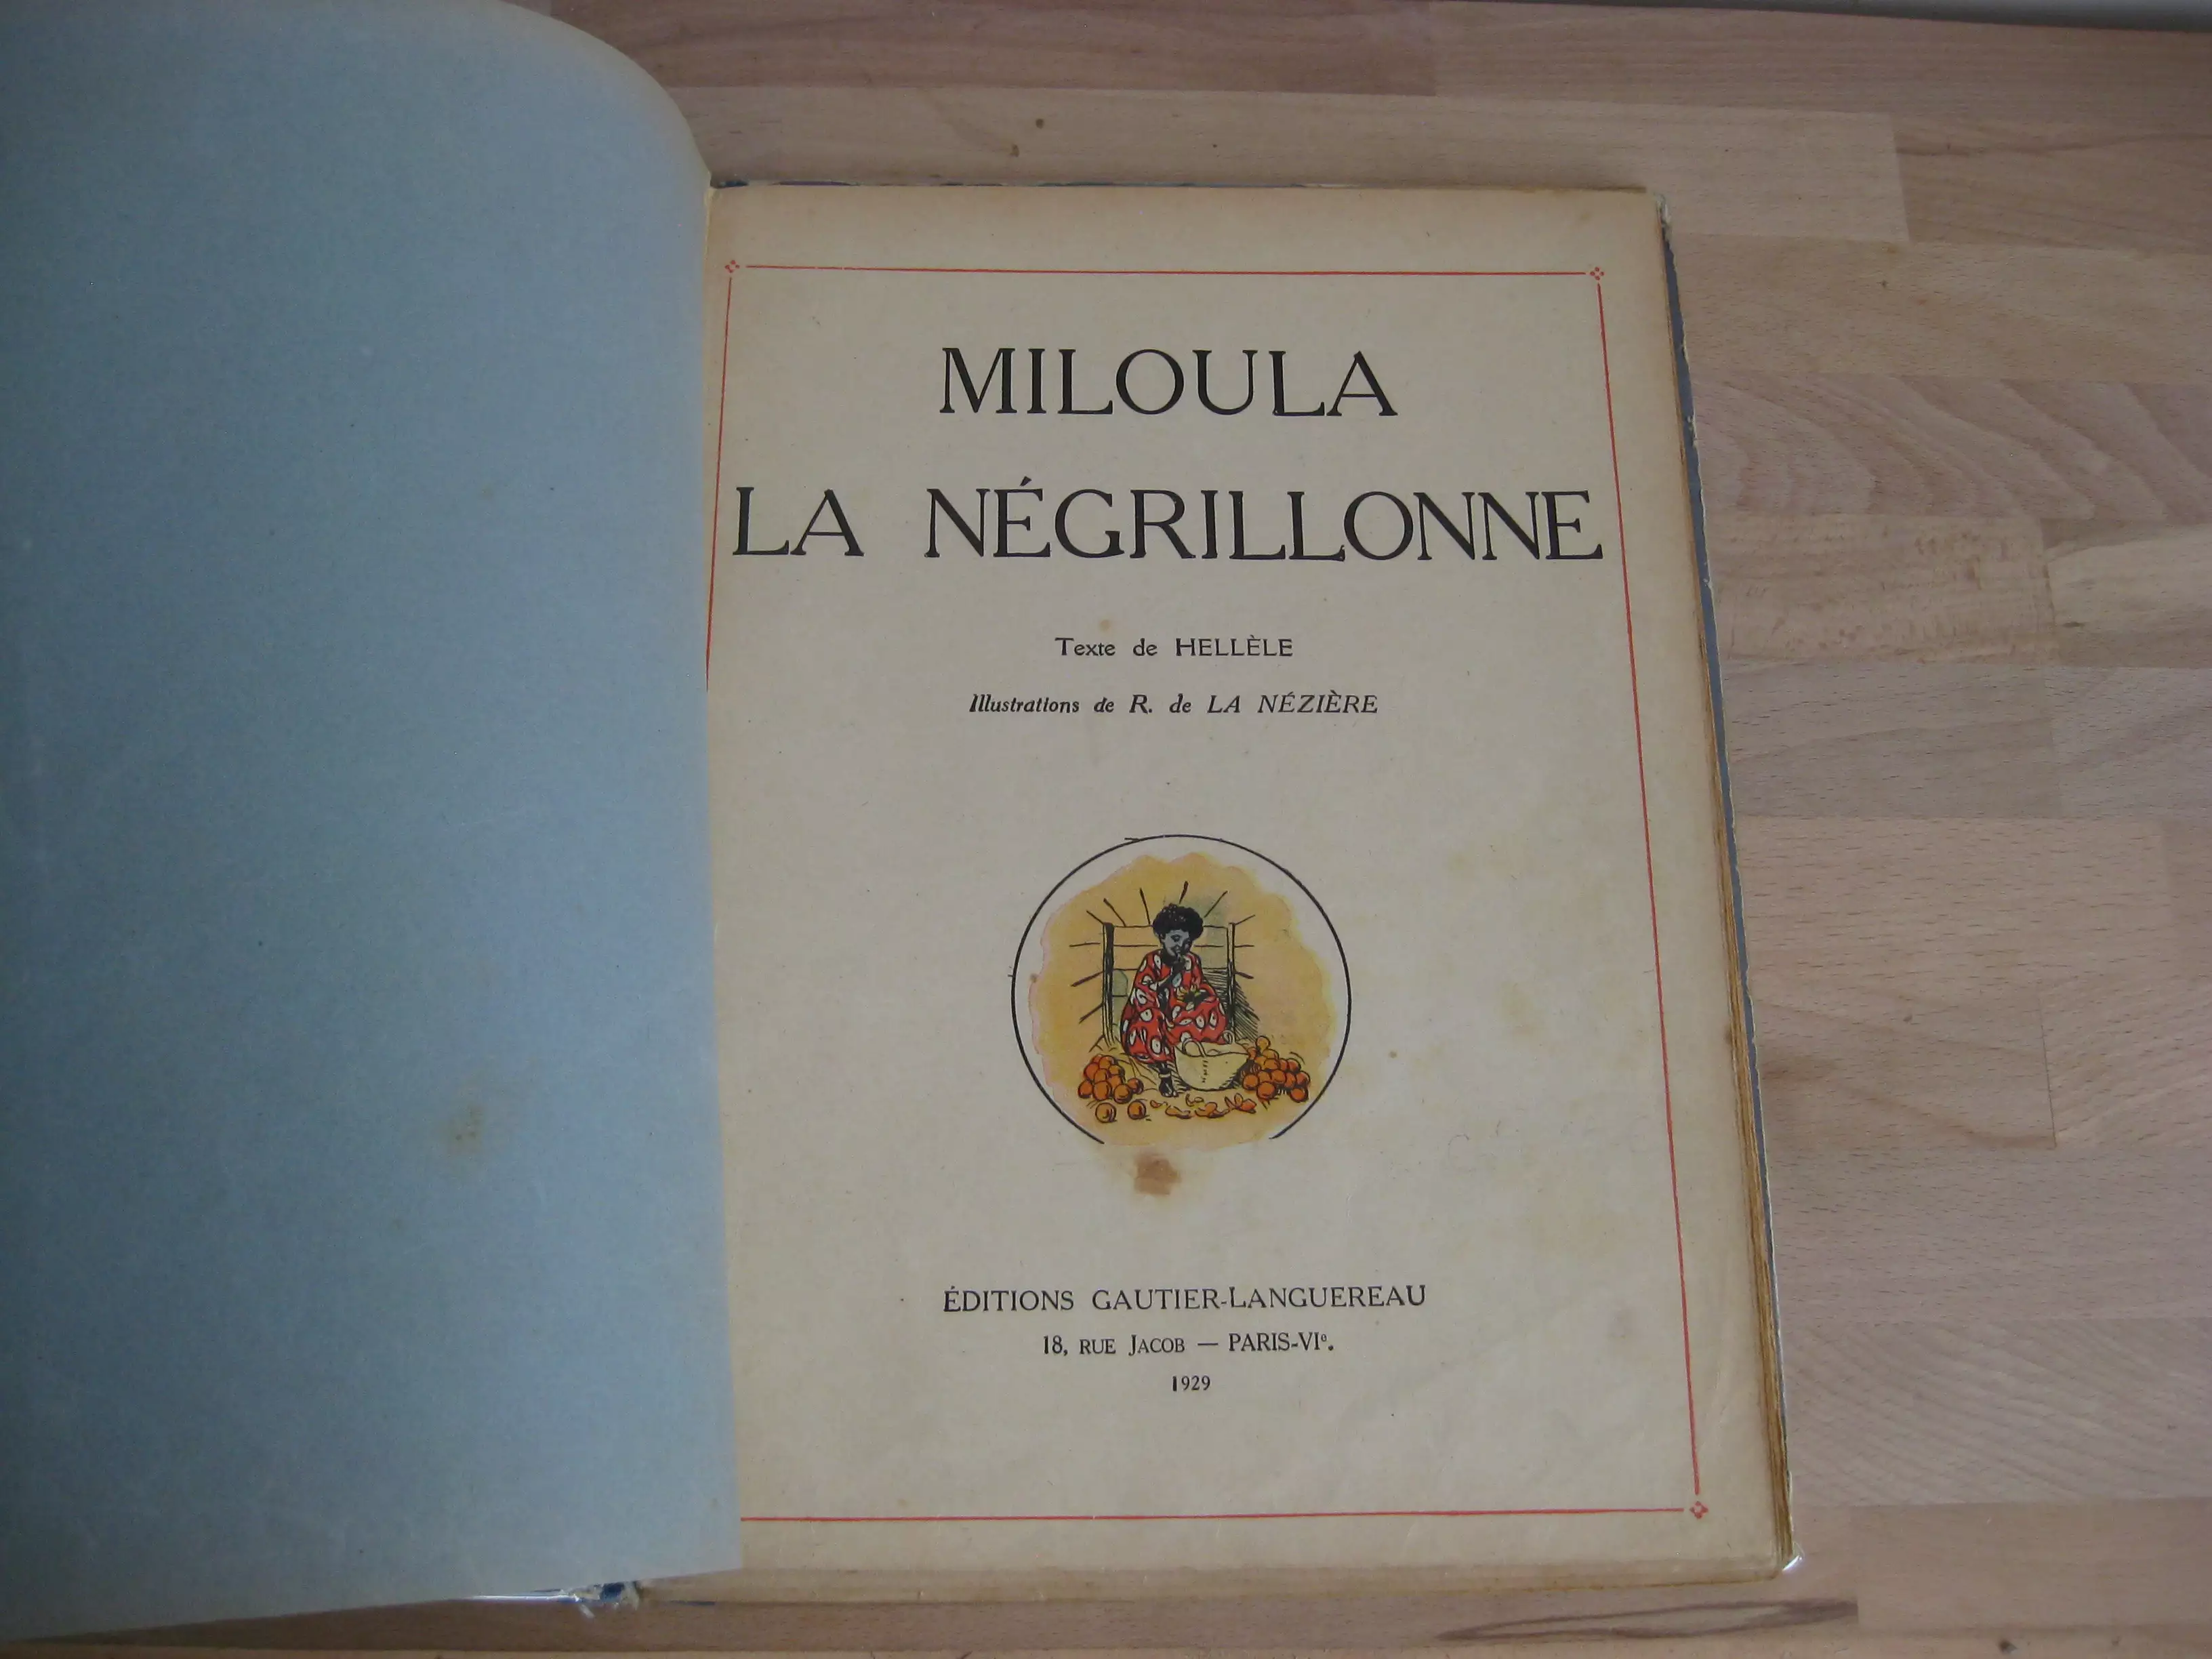 MILOULA
LA NÉGRILLONNE
Texte de HELLÈLE
Illustrations de R. de LA NÉZIÈRE
ÉDITIONS GAUTIER-LANGUEREAU
18, RUE JACOB — PARIS-VIe.
1929